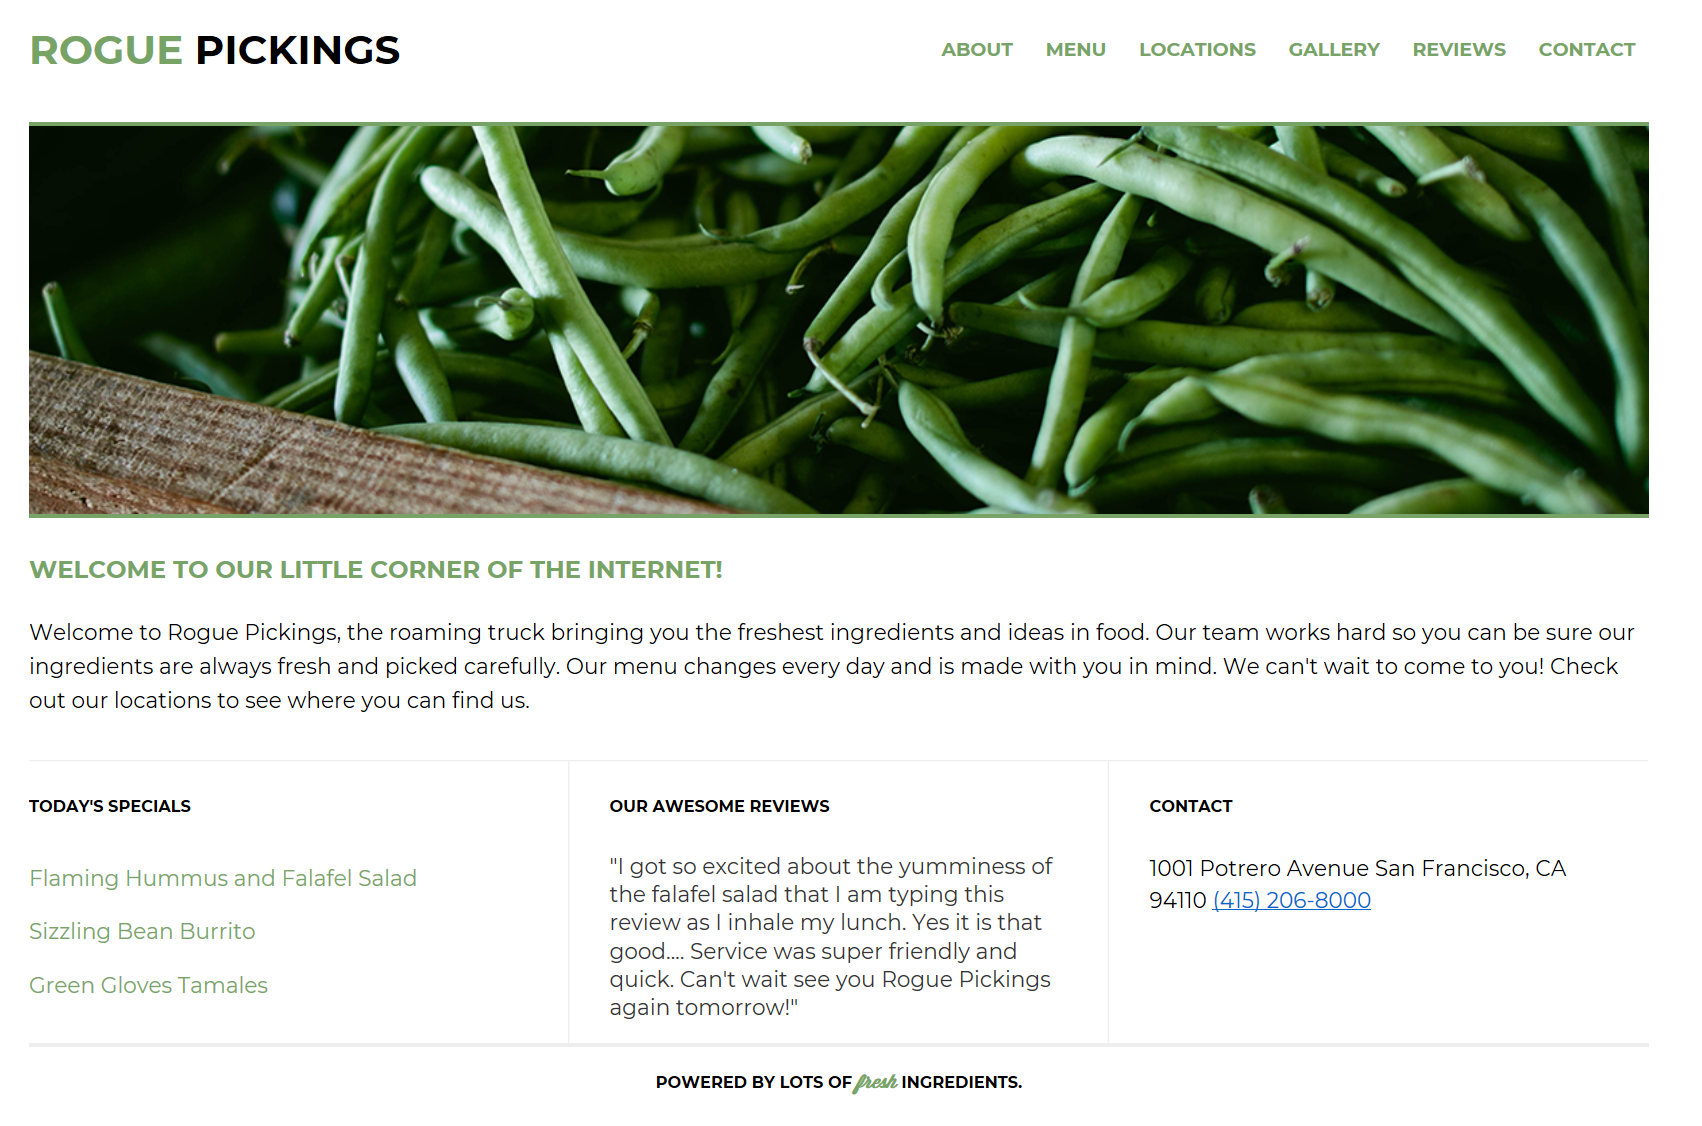 ROGUE PICKINGS
ABOUT MENU LOCATIONS GALLERY REVIEWS CONTACT
WELCOME TO OUR LITTLE CORNER OF THE INTERNET!
Welcome to Rogue Pickings, the roaming truck bringing you the freshest ingredients and ideas in food. Our team works hard so you can be sure our
ingredients are always fresh and picked carefully. Our menu changes every day and is made with you in mind. We can't wait to come to you! Check
out our locations to see where you can find us.
TODAY'S SPECIALS
Flaming Hummus and Falafel Salad
Sizzling Bean Burrito
Green Gloves Tamales
OUR AWESOME REVIEWS
"I got so excited about the yumminess of
the falafel salad that I am typing this
review as I inhale my lunch. Yes it is that
good.... Service was super friendly and
quick. Can't wait see you Rogue Pickings
again tomorrow!"
CONTACT
1001 Potrero Avenue San Francisco, CA
94110 (415) 206-8000
POWERED BY LOTS OF fresh INGREDIENTS.